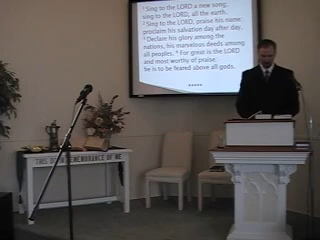 ¹ Sing to the LORD a new song;
sing to the LORD, all the earth.
² Sing to the LORD, praise his name;
proclaim his salvation day after day.
³ Declare his glory among the
nations, his marvelous deeds among
all peoples. ⁴ For great is the LORD
and most worthy of praise;
he is to be feared above all gods.
THIS DO IN REMEMBRANCE OF ME